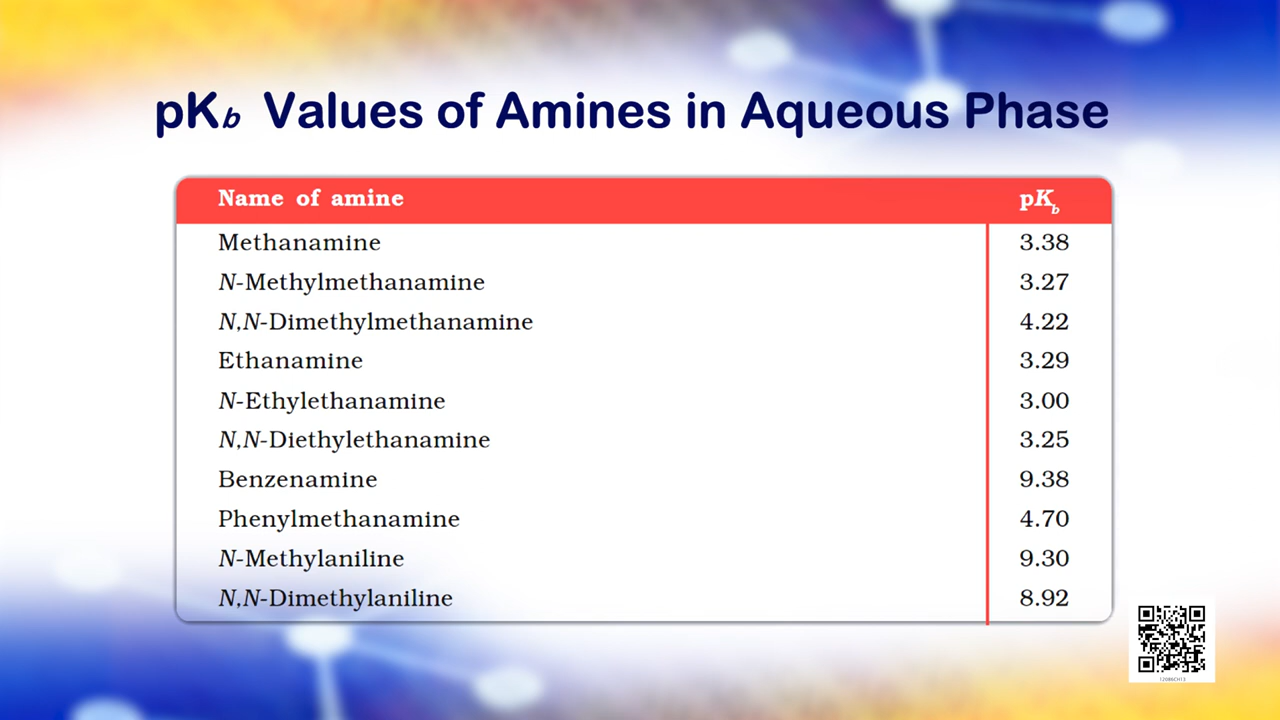 pKb Values of Amines in Aqueous Phase
Name of amine pKb
Methanamine 3.38
N-Methylmethanamine 3.27
N,N-Dimethylmethanamine 4.22
Ethanamine 3.29
N-Ethylethanamine 3.00
N,N-Diethylethanamine 3.25
Benzenamine 9.38
Phenylmethanamine 4.70
N-Methylaniline 9.30
N,N-Dimethylaniline 8.92
12086CH13